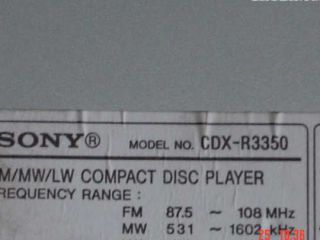 SONY® MODEL NO. CDX-R3350
M/MW/LW COMPACT DISC PLAYER
REQUENCY RANGE :
FM 87.5 ~ 108 MHz
MW 531 ~ 1602 kHz